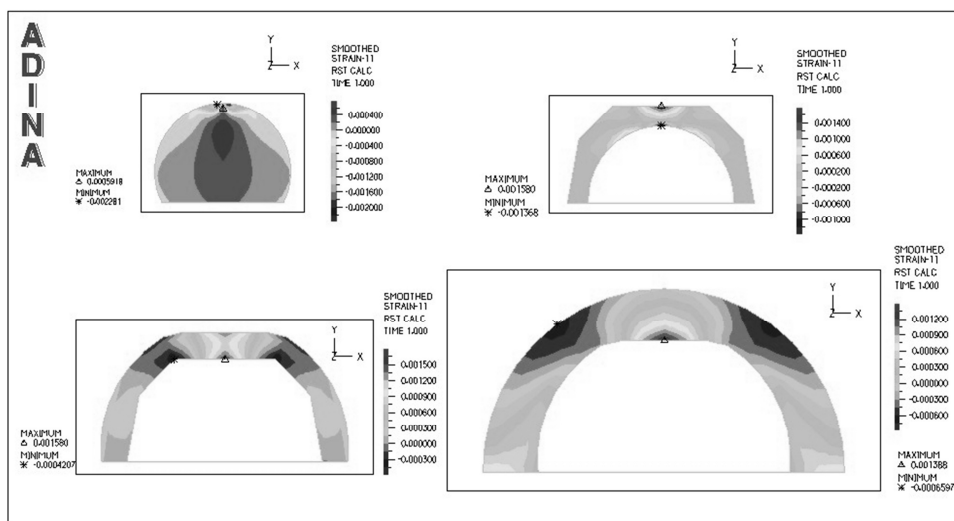 ADINA
Y
Z X
SMOOTHED
STRAIN-11
RST CALC
TIME 1.000
0.000400
0.000000
-0.000400
-0.000800
-0.001200
-0.001600
-0.002000
MAXIMUM
Δ 0.0005918
MINIMUM
✳ -0.002281
Y
Z X
SMOOTHED
STRAIN-11
RST CALC
TIME 1.000
0.001400
0.001000
0.000600
0.000200
-0.000200
-0.000600
-0.001000
MAXIMUM
Δ 0.001580
MINIMUM
✳ -0.001368
Y
Z X
SMOOTHED
STRAIN-11
RST CALC
TIME 1.000
0.001500
0.001200
0.000900
0.000600
0.000300
0.000000
-0.000300
MAXIMUM
Δ 0.001580
MINIMUM
✳ -0.0004207
Y
Z X
SMOOTHED
STRAIN-11
RST CALC
TIME 1.000
0.001200
0.000900
0.000600
0.000300
0.000000
-0.000300
-0.000600
MAXIMUM
Δ 0.001388
MINIMUM
✳ -0.0006597